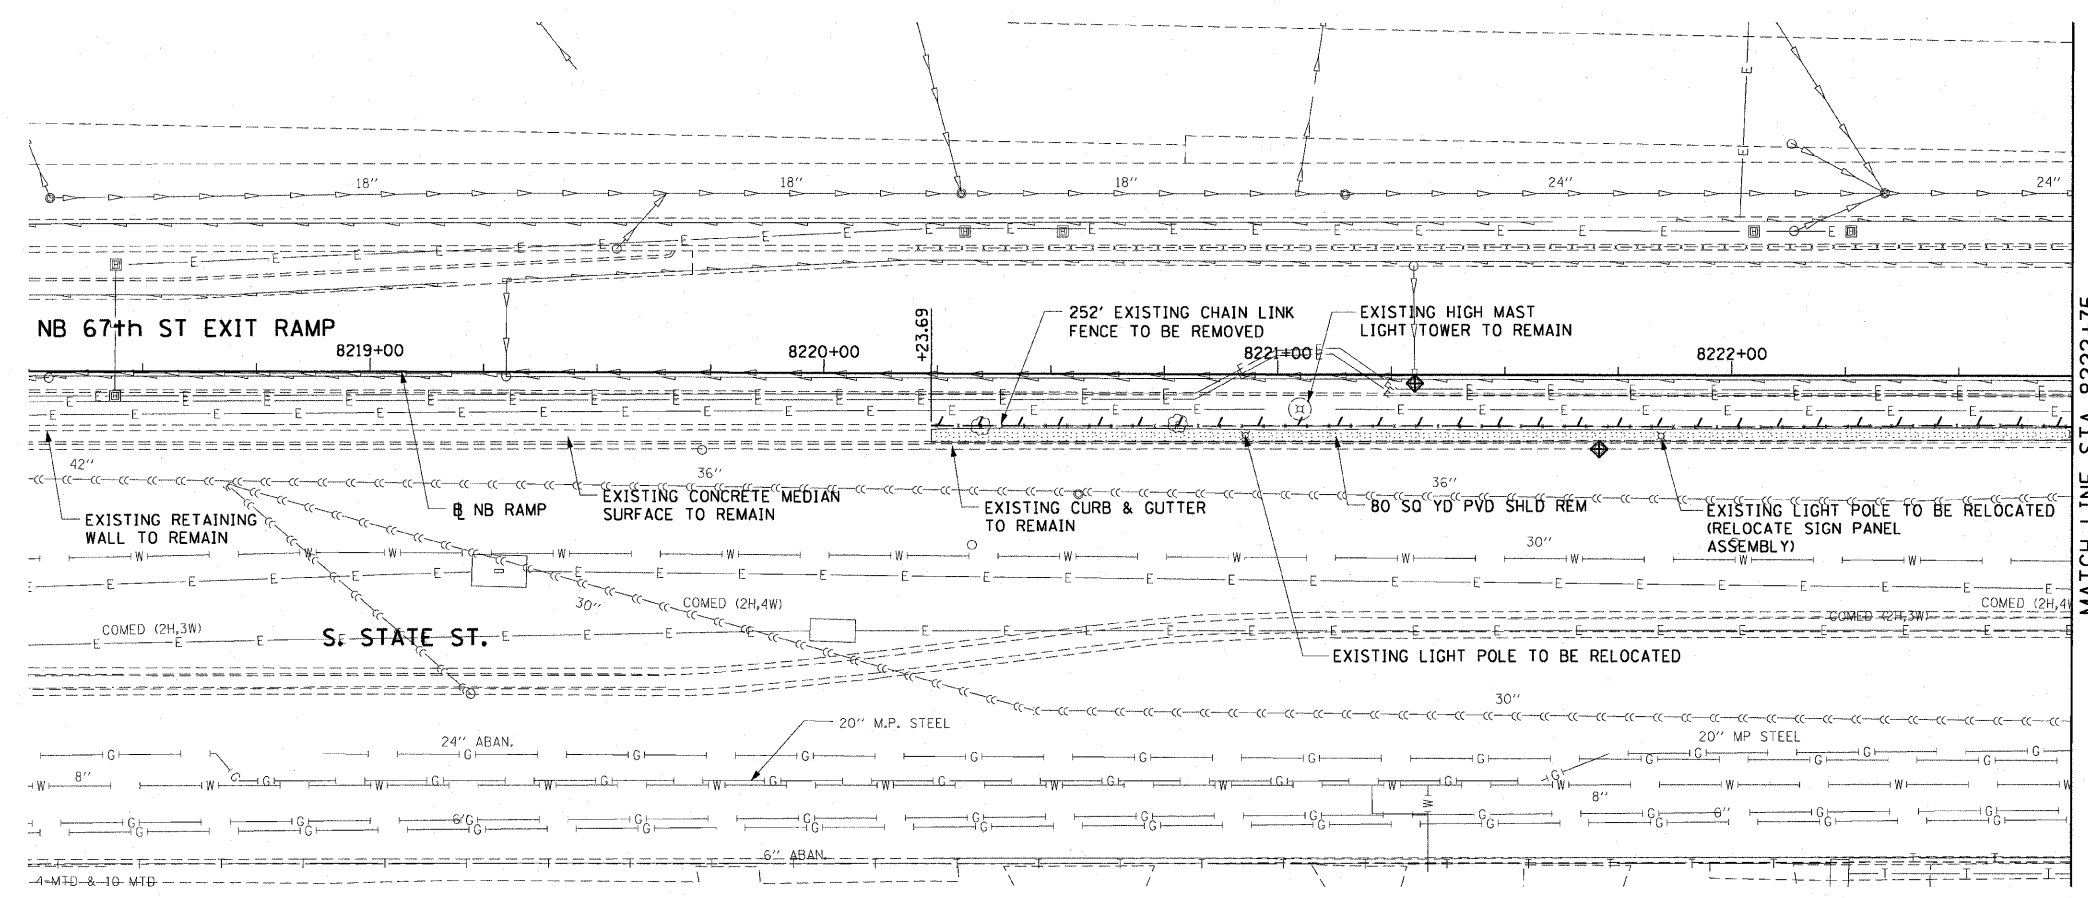 18''
18''
18''
24''
24''
E
E
NB 67th ST EXIT RAMP
8219+00
8220+00
+23.69
8221+00
8222+00
252' EXISTING CHAIN LINK
FENCE TO BE REMOVED
EXISTING HIGH MAST
LIGHT TOWER TO REMAIN
42''
36''
36''
EXISTING RETAINING
WALL TO REMAIN
NB RAMP
EXISTING CONCRETE MEDIAN
SURFACE TO REMAIN
EXISTING CURB & GUTTER
TO REMAIN
80 SQ YD PVD SHLD REM
EXISTING LIGHT POLE TO BE RELOCATED
(RELOCATE SIGN PANEL
ASSEMBLY)
30''
30''
COMED (2H,4W)
COMED (2H,3W)
COMED (2H,3W)
COMED (2H,4W
S. STATE ST.
EXISTING LIGHT POLE TO BE RELOCATED
30''
20'' M.P. STEEL
20'' MP STEEL
24'' ABAN.
8''
8''
6''
6'' ABAN.
4-MTD & 10 MTD
MATCH LINE STA 8222+75